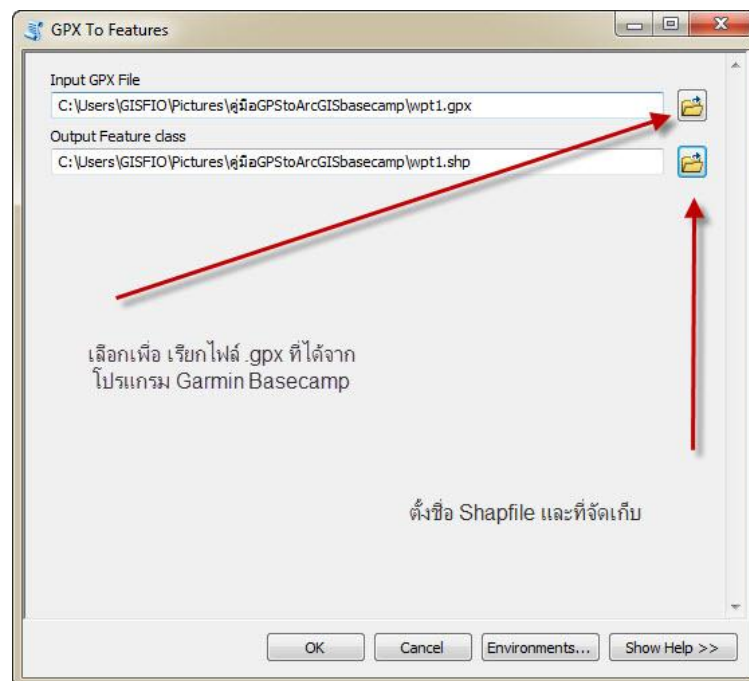 GPX To Features
Input GPX File
C:\Users\GISFIO\Pictures\คู่มือGPStoArcGISbasecamp\wpt1.gpx
Output Feature class
C:\Users\GISFIO\Pictures\คู่มือGPStoArcGISbasecamp\wpt1.shp
เลือกเพื่อ เรียกไฟล์ .gpx ที่ได้จาก
โปรแกรม Garmin Basecamp
ตั้งชื่อ Shapfile และที่จัดเก็บ
OK
Cancel
Environments...
Show Help >>